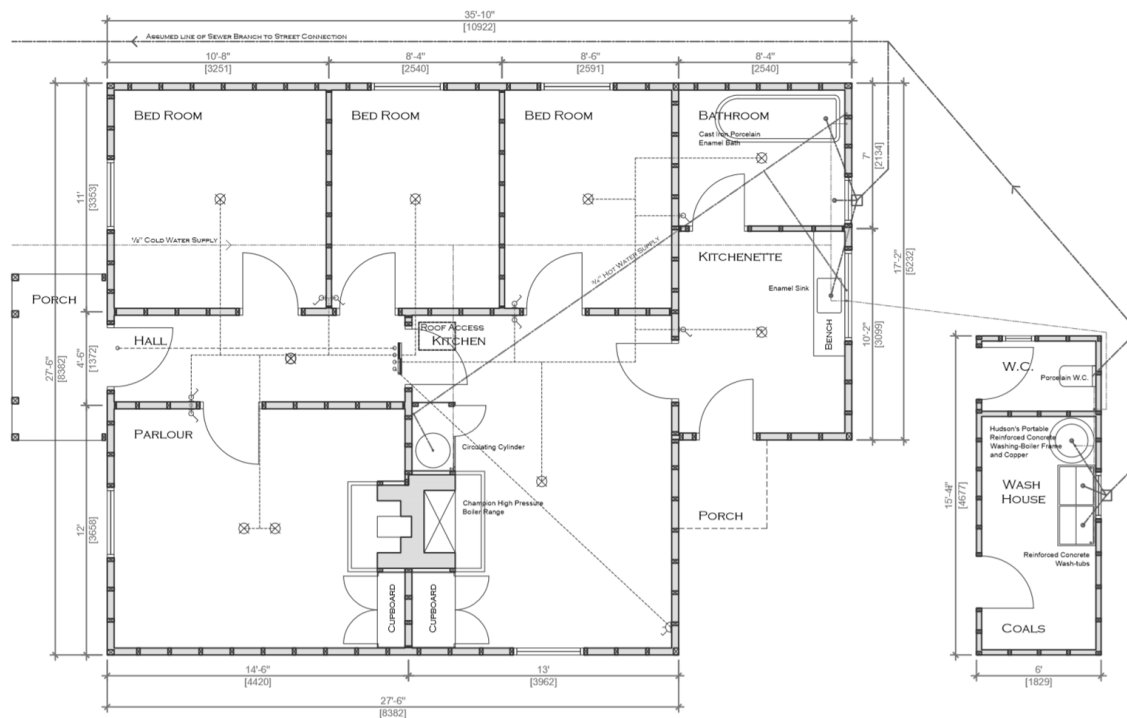 35'-10"
[10922]
Assumed line of Sewer Branch to Street Connection
10'-8"
[3251]
8'-4"
[2540]
8'-6"
[2591]
8'-4"
[2540]
Bed Room
Bed Room
Bed Room
Bathroom
Cast Iron Porcelain
Enamel Bath
11'
[3353]
7'
[2134]
½" Cold Water Supply
¾" Hot Water Supply
Kitchenette
17'-2"
[5232]
Enamel Sink
Bench
10'-2"
[3099]
Porch
Hall
Roof Access
Kitchen
27'-6"
[8382]
4'-6"
[1372]
W.C.
Porcelain W.C.
Parlour
Circulating Cylinder
Hudson's Portable
Reinforced Concrete
Washing-Boiler Frame
and Copper
Champion High Pressure
Boiler Range
Porch
Wash
House
15'-4"
[4677]
12'
[3658]
Reinforced Concrete
Wash-tubs
Cupboard
Cupboard
Coals
14'-6"
[4420]
13'
[3962]
6'
[1829]
27'-6"
[8382]